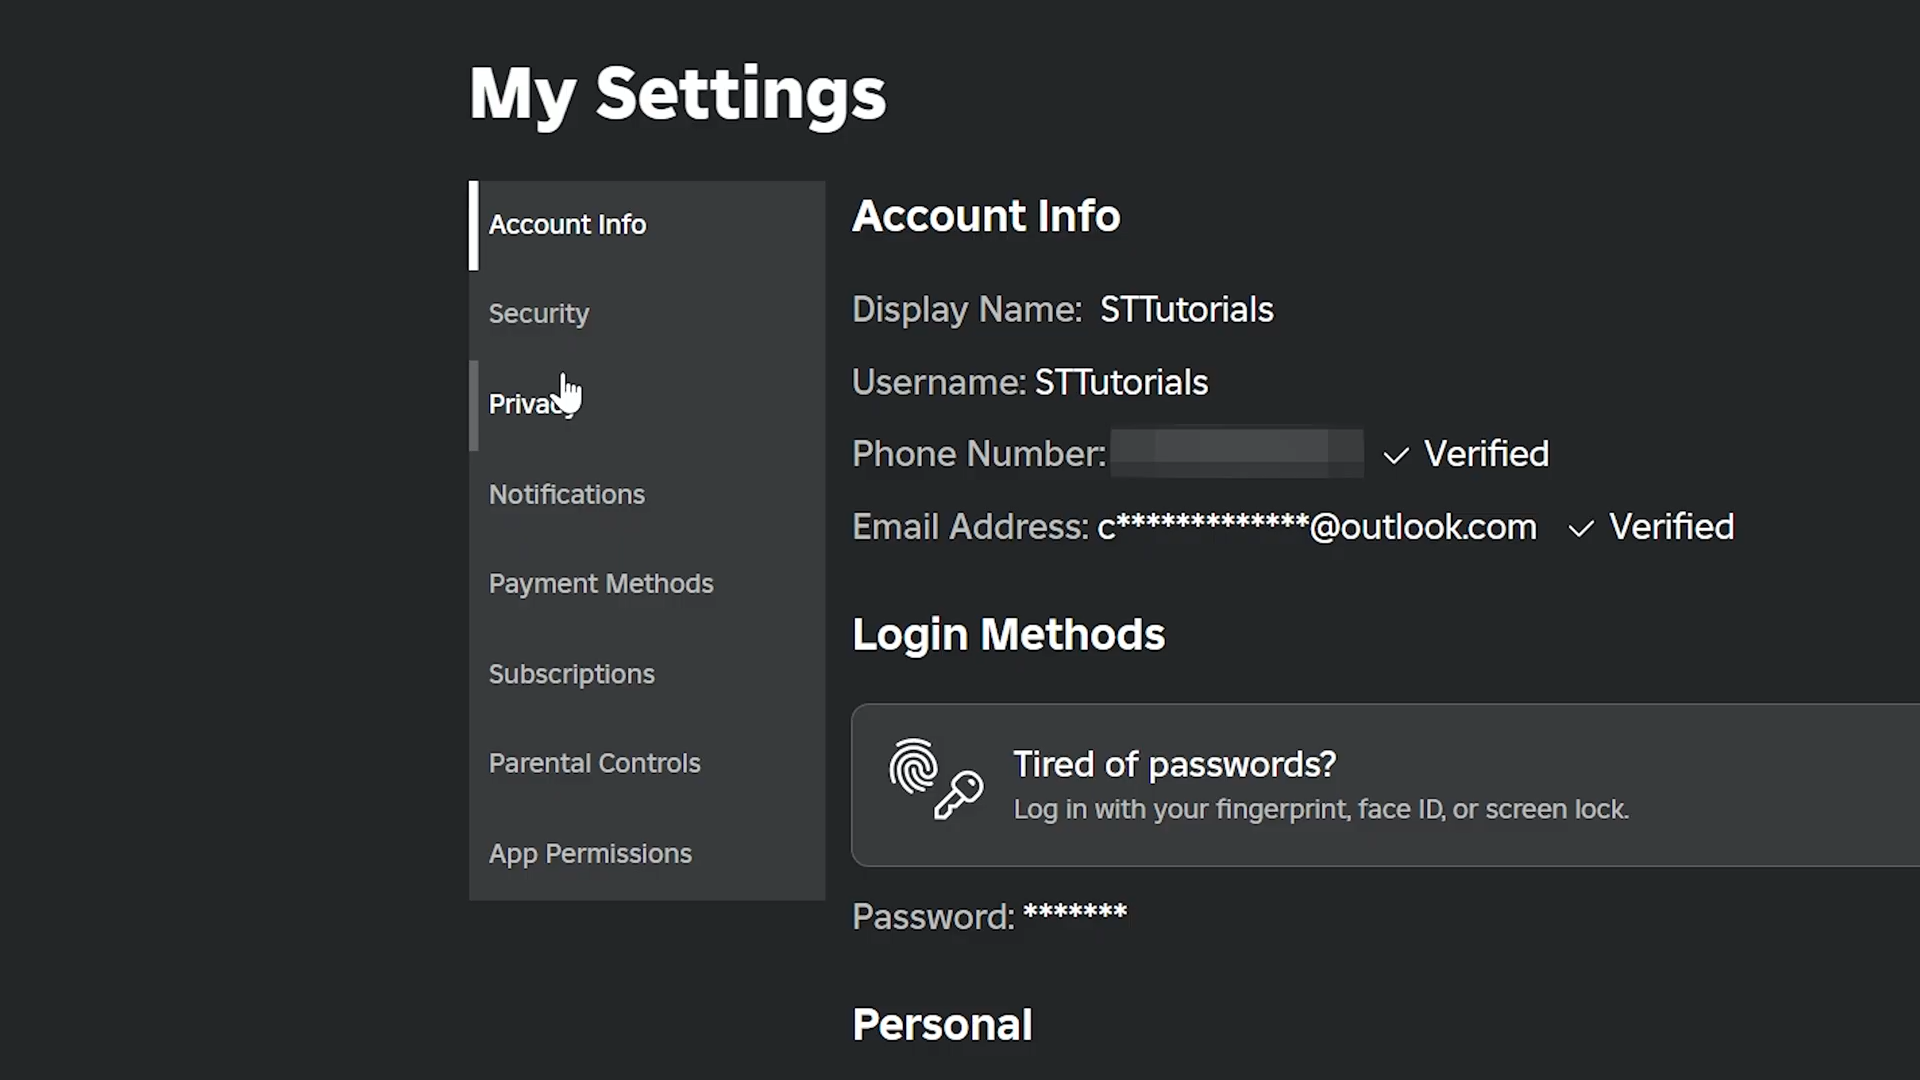 My Settings
Account Info
Security
Privacy
Notifications
Payment Methods
Subscriptions
Parental Controls
App Permissions
Account Info
Display Name: STTutorials
Username: STTutorials
Phone Number: Verified
Email Address: c*************@outlook.com Verified
Login Methods
Tired of passwords?
Log in with your fingerprint, face ID, or screen lock.
Password: *******
Personal